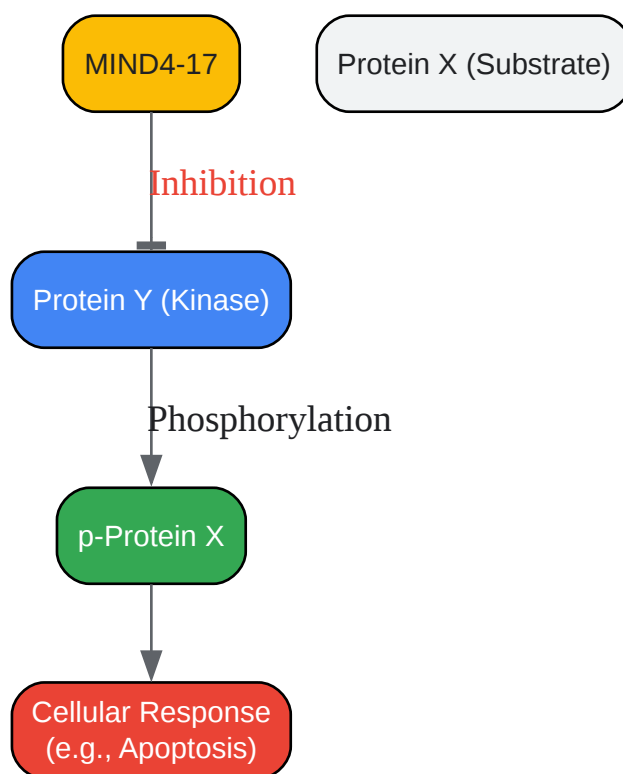 MIND4-17
Protein X (Substrate)
Inhibition
Protein Y (Kinase)
Phosphorylation
p-Protein X
Cellular Response
(e.g., Apoptosis)